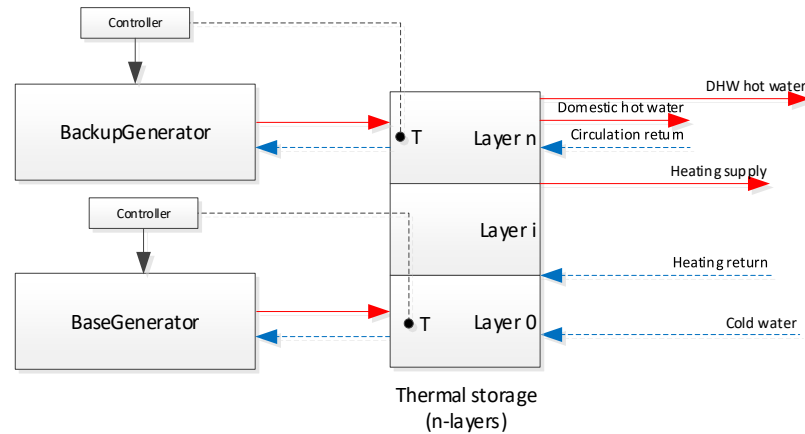 Controller
DHW hot water
Domestic hot water
BackupGenerator
T
Layer n
Circulation return
Heating supply
Controller
Layer i
Heating return
BaseGenerator
T
Layer 0
Cold water
Thermal storage
(n-layers)